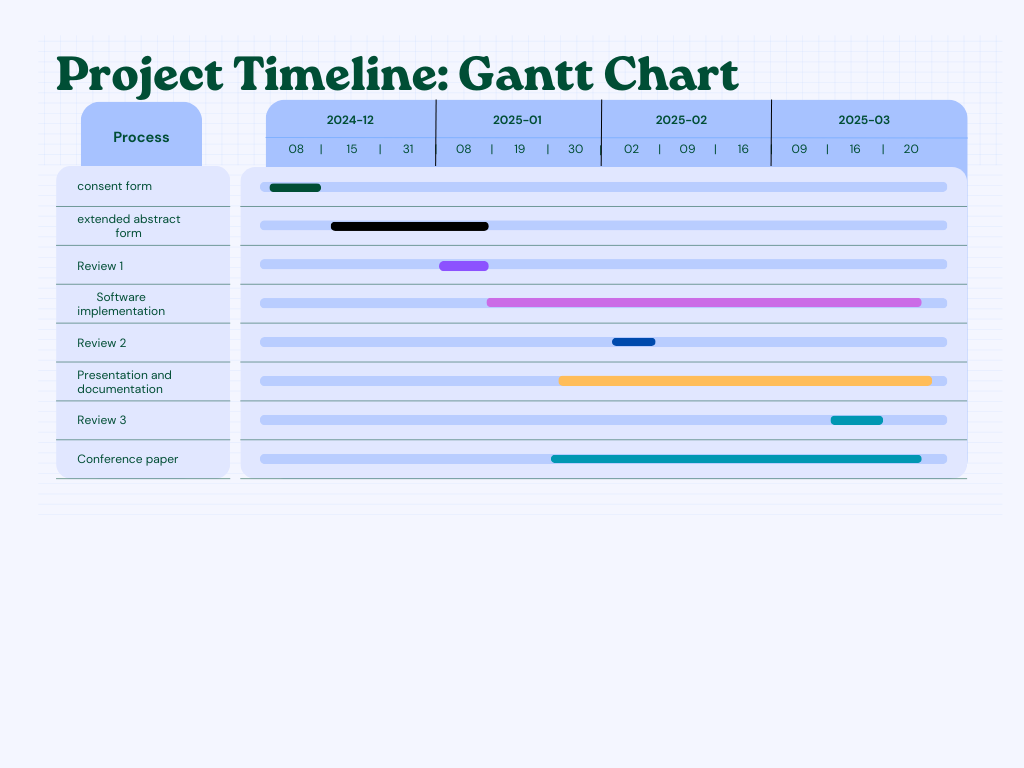 Project Timeline: Gantt Chart
Process
2024-12 2025-01 2025-02 2025-03
08 | 15 | 31 08 | 19 | 30 02 | 09 | 16 09 | 16 | 20
consent form
extended abstract
form
Review 1
Software
implementation
Review 2
Presentation and
documentation
Review 3
Conference paper